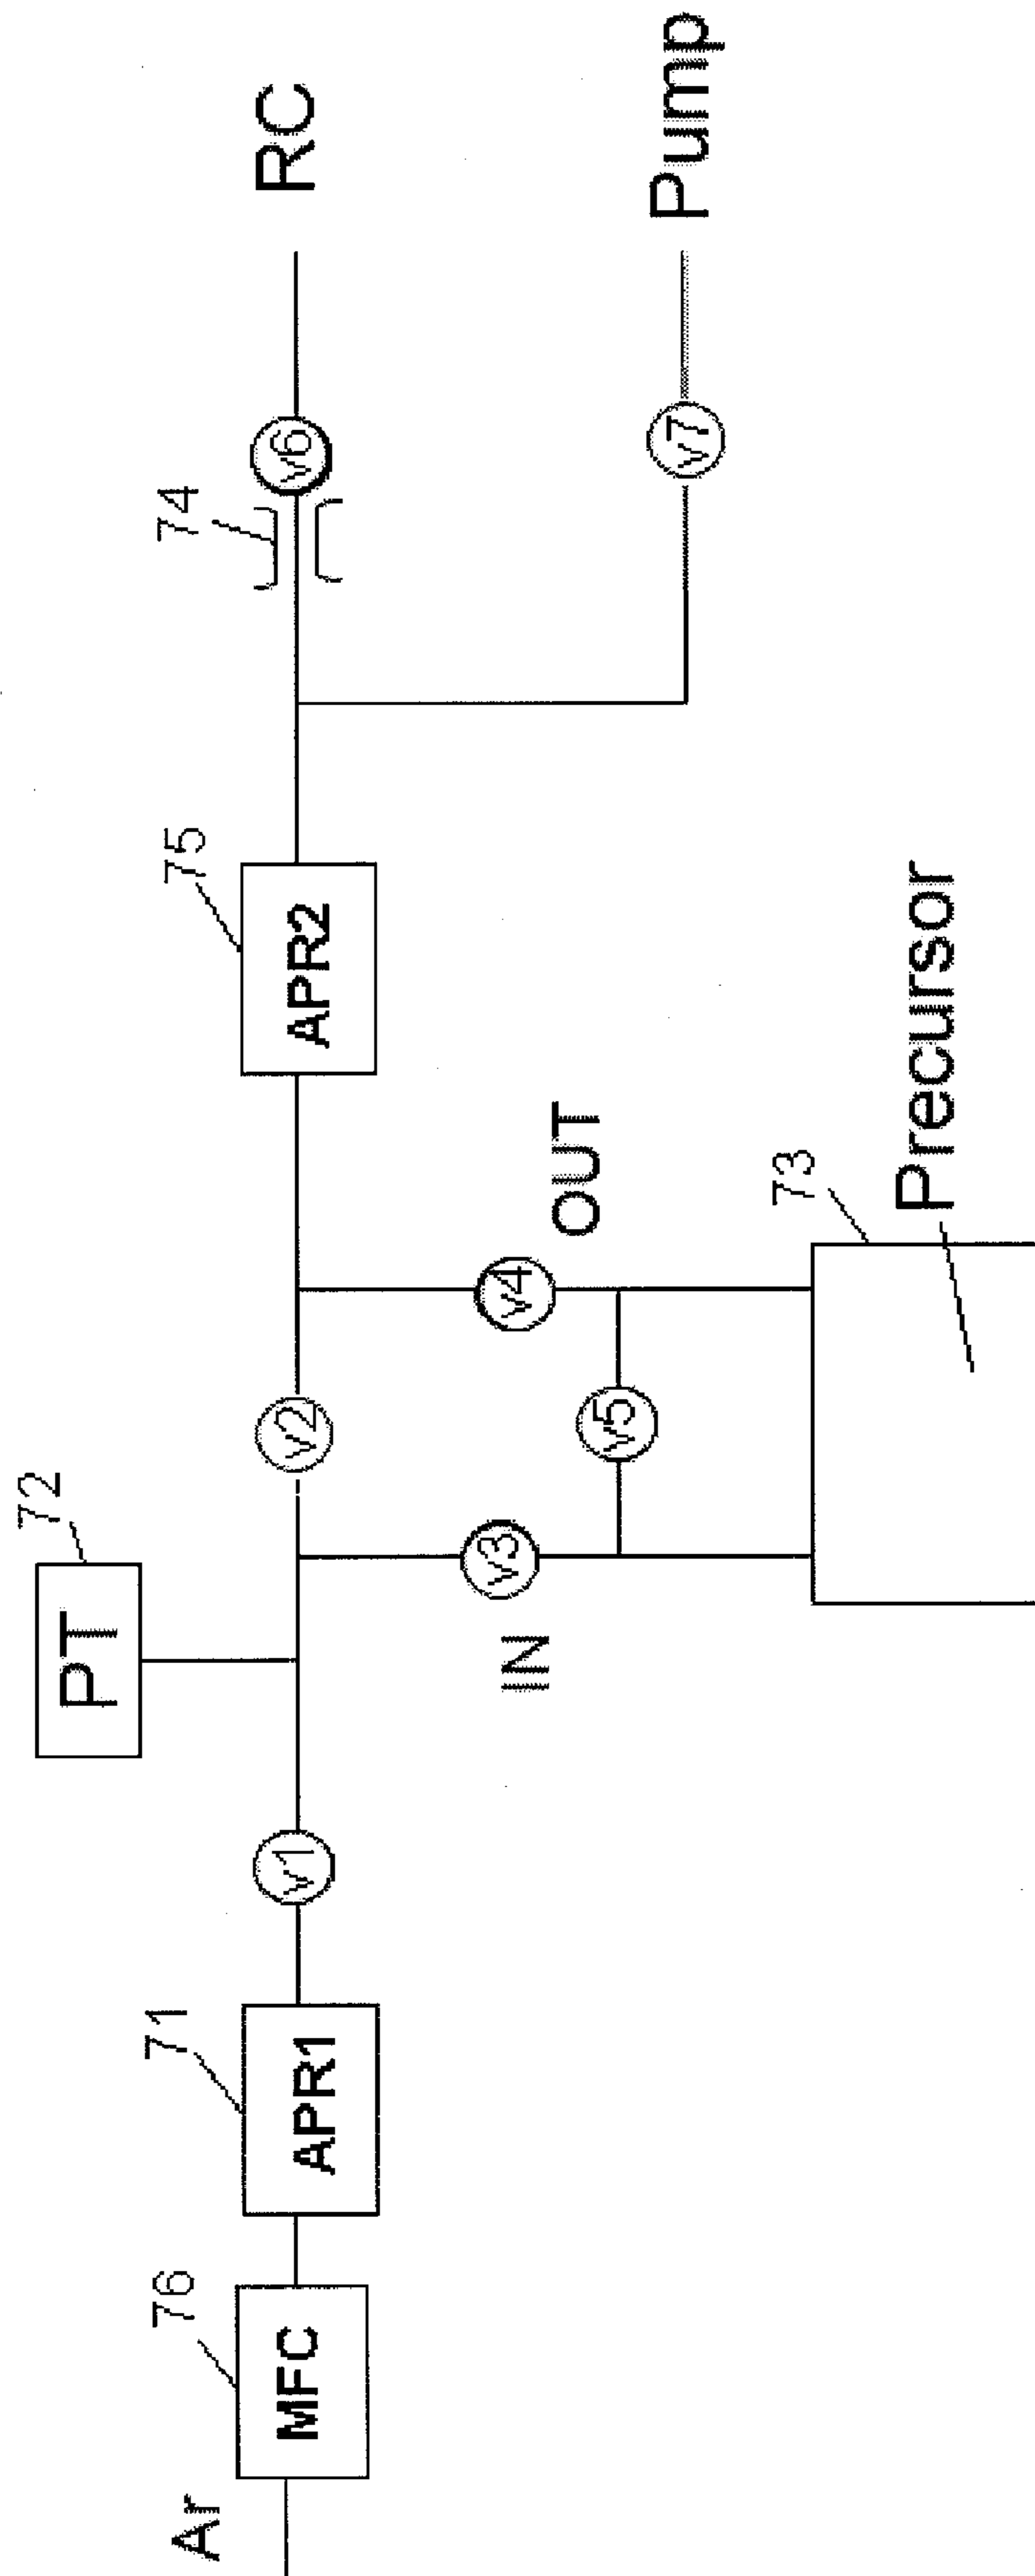 Ar
76
MFC
71
APR1
v1
72
PT
IN
v3
v2
v5
v4
OUT
73
Precursor
75
APR2
74
v6
RC
v7
Pump